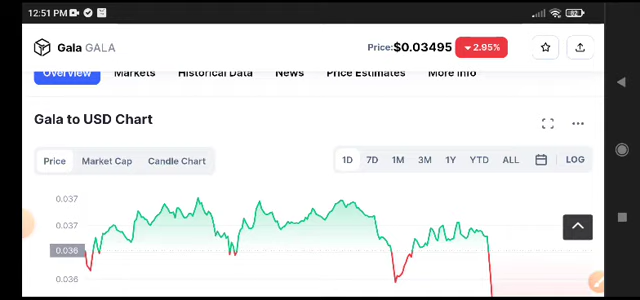 12:51 PM
82
Gala GALA
Price: $0.03495 2.95%
Overview Markets Historical Data News Price Estimates More Info
Gala to USD Chart
Price Market Cap Candle Chart
1D 7D 1M 3M 1Y YTD ALL LOG
0.037
0.037
0.036
0.036